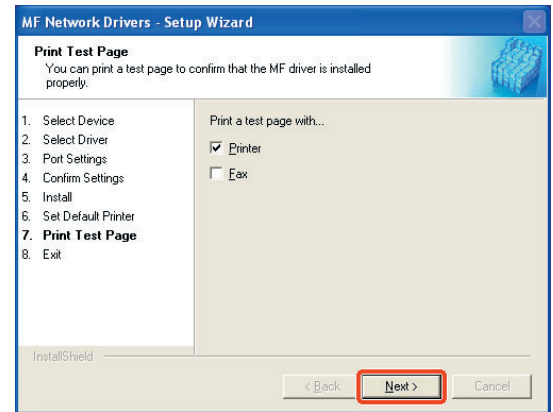 MF Network Drivers - Setup Wizard
Print Test Page
You can print a test page to confirm that the MF driver is installed
properly.
1. Select Device
2. Select Driver
3. Port Settings
4. Confirm Settings
5. Install
6. Set Default Printer
7. Print Test Page
8. Exit
Print a test page with...
Printer
Fax
InstallShield
< Back
Next >
Cancel